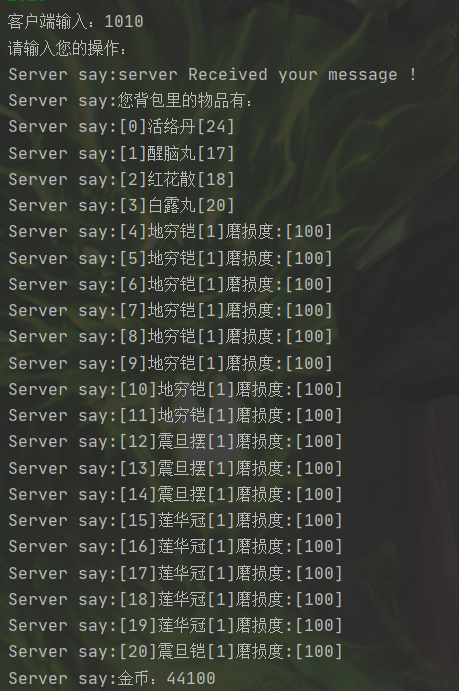 客户端输入：1010
请输入您的操作：
Server say:server Received your message !
Server say:您背包里的物品有：
Server say:[0]活络丹[24]
Server say:[1]醒脑丸[17]
Server say:[2]红花散[18]
Server say:[3]白露丸[20]
Server say:[4]地穷铠[1]磨损度:[100]
Server say:[5]地穷铠[1]磨损度:[100]
Server say:[6]地穷铠[1]磨损度:[100]
Server say:[7]地穷铠[1]磨损度:[100]
Server say:[8]地穷铠[1]磨损度:[100]
Server say:[9]地穷铠[1]磨损度:[100]
Server say:[10]地穷铠[1]磨损度:[100]
Server say:[11]地穷铠[1]磨损度:[100]
Server say:[12]震旦摆[1]磨损度:[100]
Server say:[13]震旦摆[1]磨损度:[100]
Server say:[14]震旦摆[1]磨损度:[100]
Server say:[15]莲华冠[1]磨损度:[100]
Server say:[16]莲华冠[1]磨损度:[100]
Server say:[17]莲华冠[1]磨损度:[100]
Server say:[18]莲华冠[1]磨损度:[100]
Server say:[19]莲华冠[1]磨损度:[100]
Server say:[20]震旦铠[1]磨损度:[100]
Server say:金币：44100